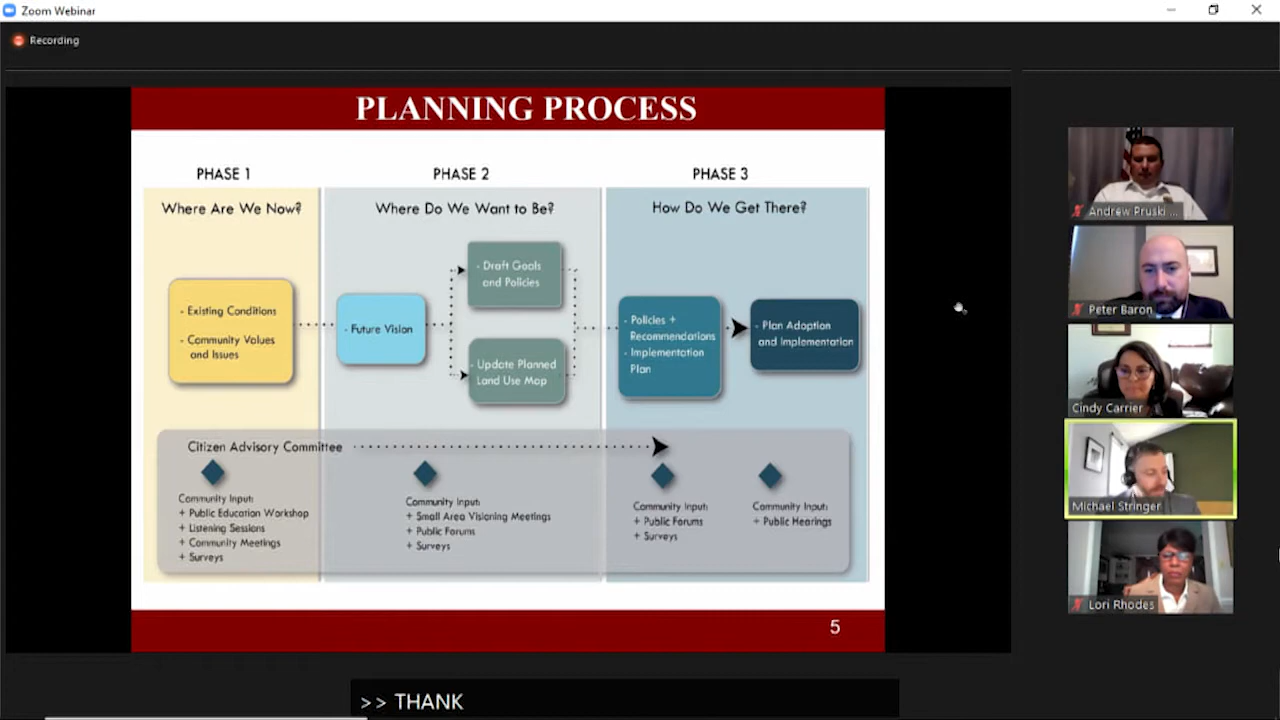 Zoom Webinar
Recording
PLANNING PROCESS
PHASE 1
PHASE 2
PHASE 3
Where Are We Now?
Where Do We Want to Be?
How Do We Get There?
- Existing Conditions
- Community Values
and Issues
- Future Vision
- Draft Goals
and Policies
- Update Planned
Land Use Map
- Policies +
Recommendations
- Implementation
Plan
- Plan Adoption
and Implementation
Citizen Advisory Committee
Community Input:
+ Public Education Workshop
+ Listening Sessions
+ Community Meetings
+ Surveys
Community Input:
+ Small Area Visioning Meetings
+ Public Forums
+ Surveys
Community Input:
+ Public Forums
+ Surveys
Community Input:
+ Public Hearings
5
Andrew Pruski ...
Peter Baron
Cindy Carrier
Michael Stringer
Lori Rhodes
>> THANK